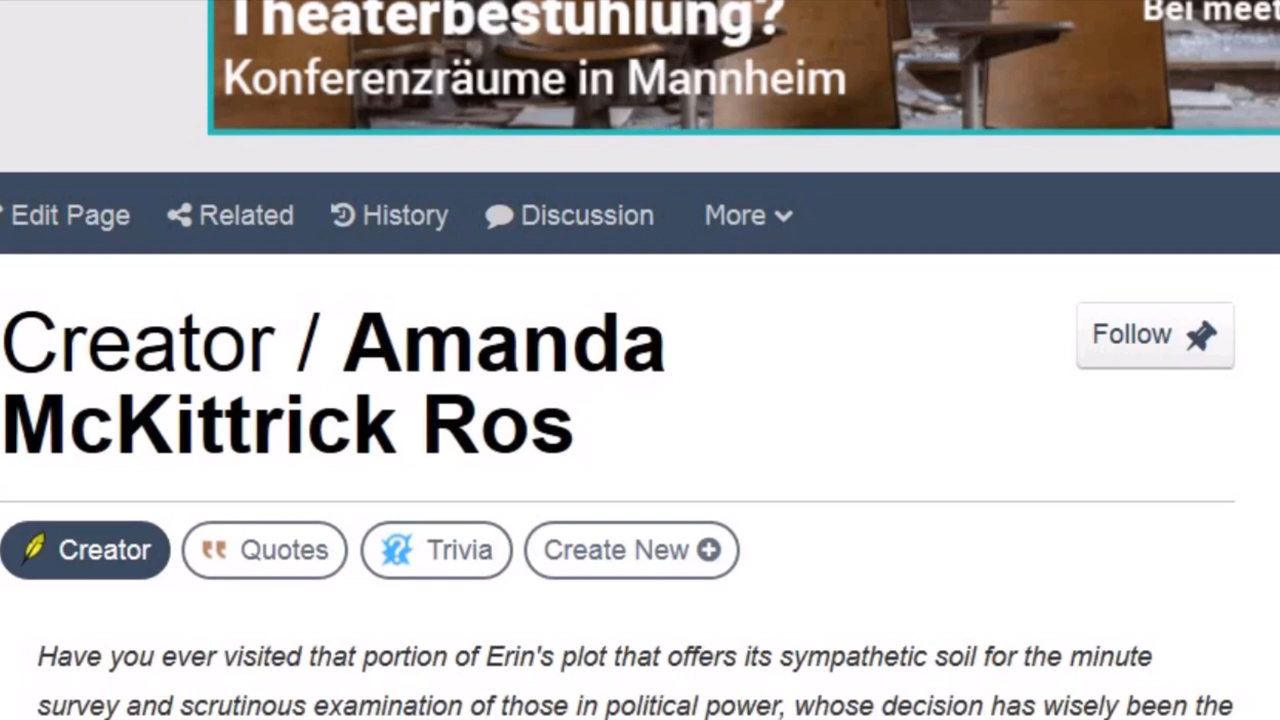 Theaterbestuhlung?
Bei meet
Konferenzräume in Mannheim
Edit Page Related History Discussion More
Creator / Amanda
McKittrick Ros
Follow
Creator Quotes Trivia Create New
Have you ever visited that portion of Erin's plot that offers its sympathetic soil for the minute
survey and scrutinous examination of those in political power, whose decision has wisely been the